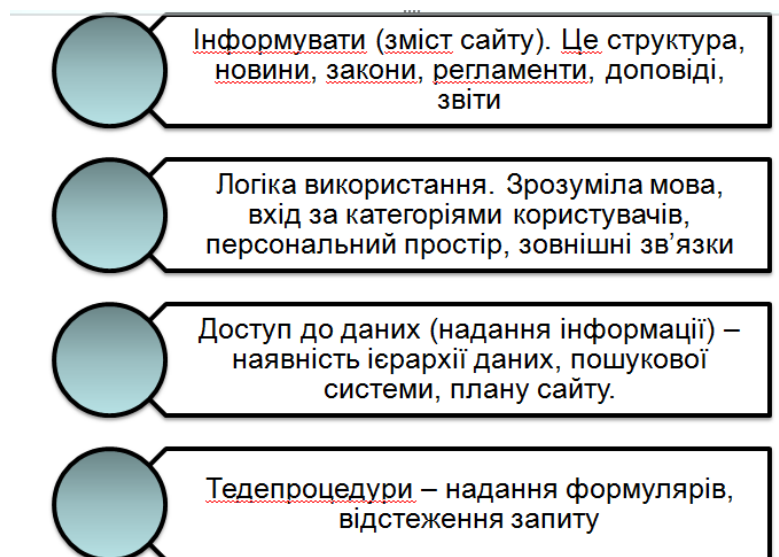 Інформувати (зміст сайту). Це структура,
новини, закони, регламенти, доповіді,
звіти
Логіка використання. Зрозуміла мова,
вхід за категоріями користувачів,
персональний простір, зовнішні зв’язки
Доступ до даних (надання інформації) –
наявність ієрархії даних, пошукової
системи, плану сайту.
Тедепроцедури – надання формулярів,
відстеження запиту